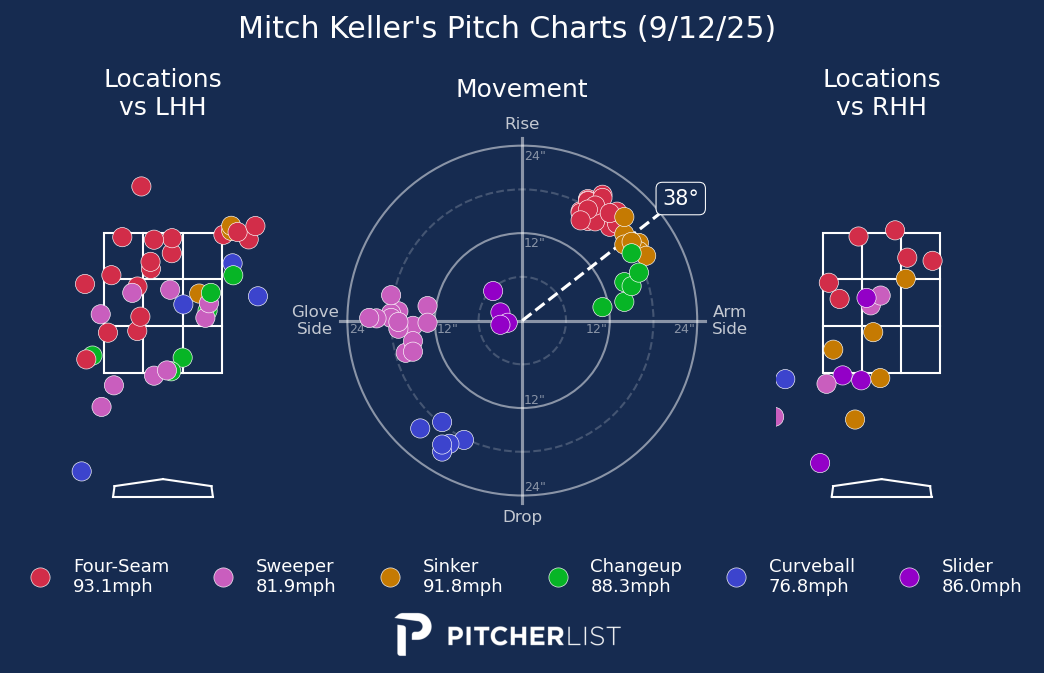 Mitch Keller's Pitch Charts (9/12/25)
Locations
vs LHH
Movement
Locations
vs RHH
Rise
24"
38°
12"
Glove
Side
24"
12"
12"
24"
Arm
Side
12"
24"
Drop
Four-Seam
93.1mph
Sweeper
81.9mph
Sinker
91.8mph
Changeup
88.3mph
Curveball
76.8mph
Slider
86.0mph
PITCHERLIST